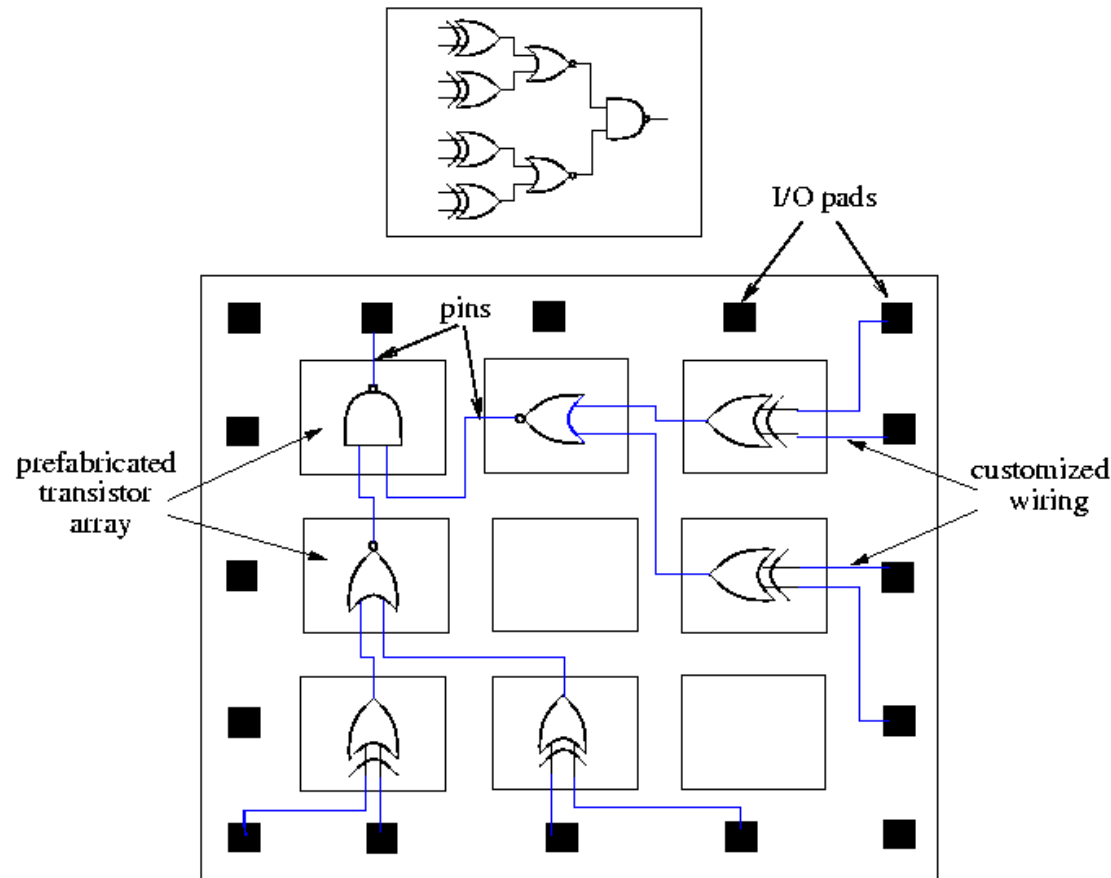 I/O pads
pins
prefabricated
transistor
array
customized
wiring